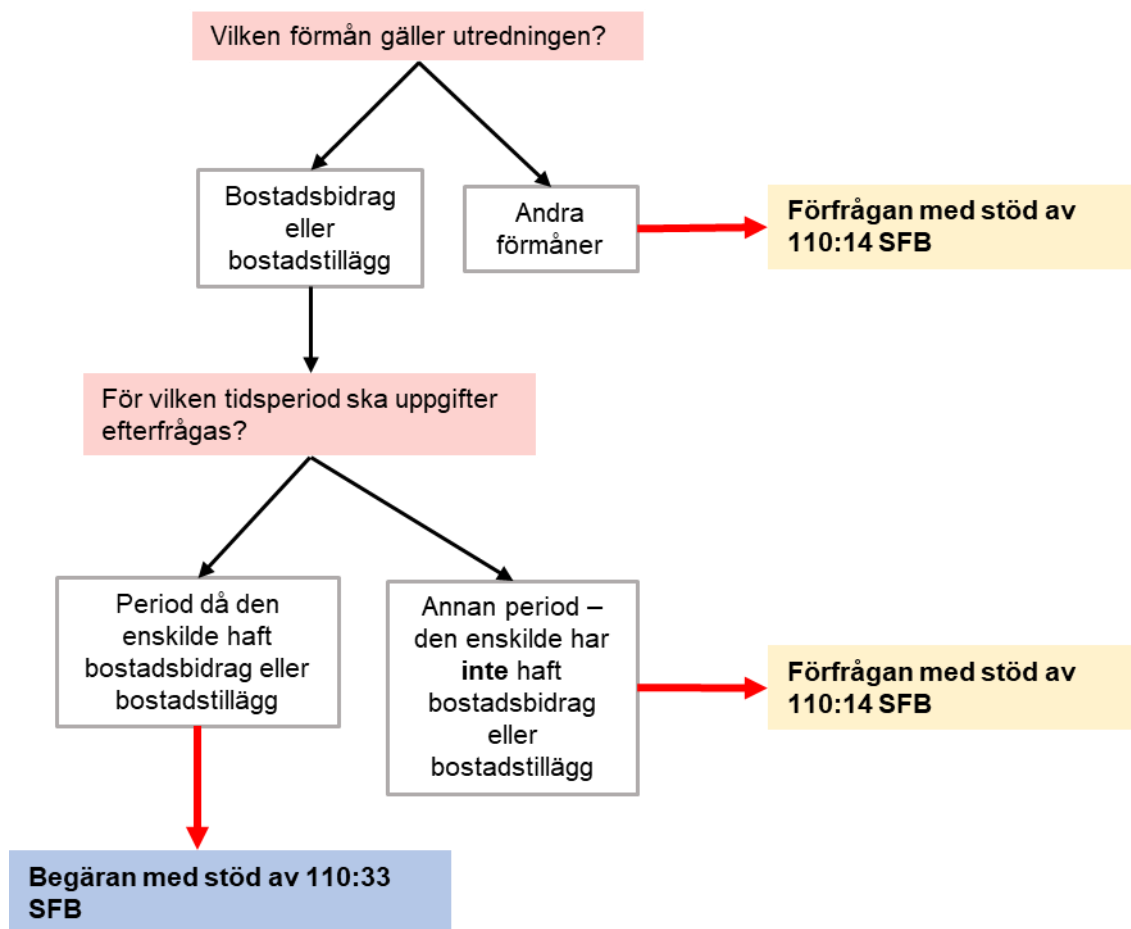 Vilken förmån gäller utredningen?
Bostadsbidrag
eller
bostadstillägg
Andra
förmåner
Förfrågan med stöd av
110:14 SFB
För vilken tidsperiod ska uppgifter
efterfrågas?
Period då den
enskilde haft
bostadsbidrag eller
bostadstillägg
Annan period –
den enskilde har
inte haft
bostadsbidrag
eller
bostadstillägg
Förfrågan med stöd av
110:14 SFB
Begäran med stöd av 110:33
SFB